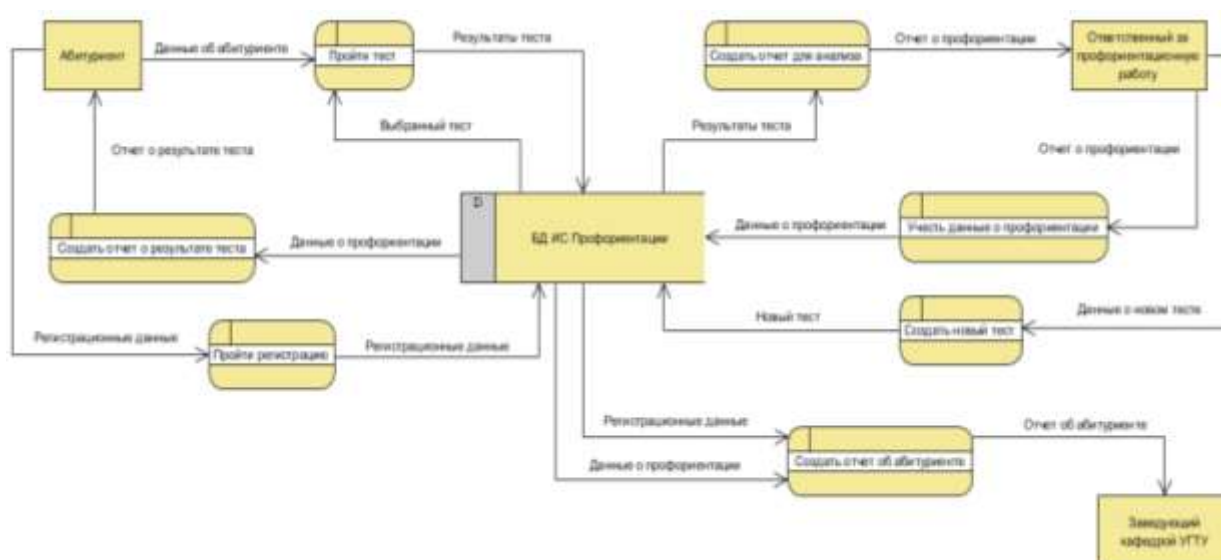 Абитуриент
Данные об абитуриенте
Пройти тест
Результаты теста
Создать отчет для анализа
Отчет о профориентации
Ответственный за
профориентационную
работу
Выбранный тест
Результаты теста
Отчет о результате теста
Отчет о профориентации
D
БД ИС Профориентации
Данные о профориентации
Учесть данные о профориентации
Создать отчет о результате теста
Данные о профориентации
Новый тест
Создать новый тест
Данные о новом тесте
Регистрационные данные
Пройти регистрацию
Регистрационные данные
Регистрационные данные
Данные о профориентации
Создать отчет об абитуриенте
Отчет об абитуриенте
Заведующий
кафедрой УГТУ